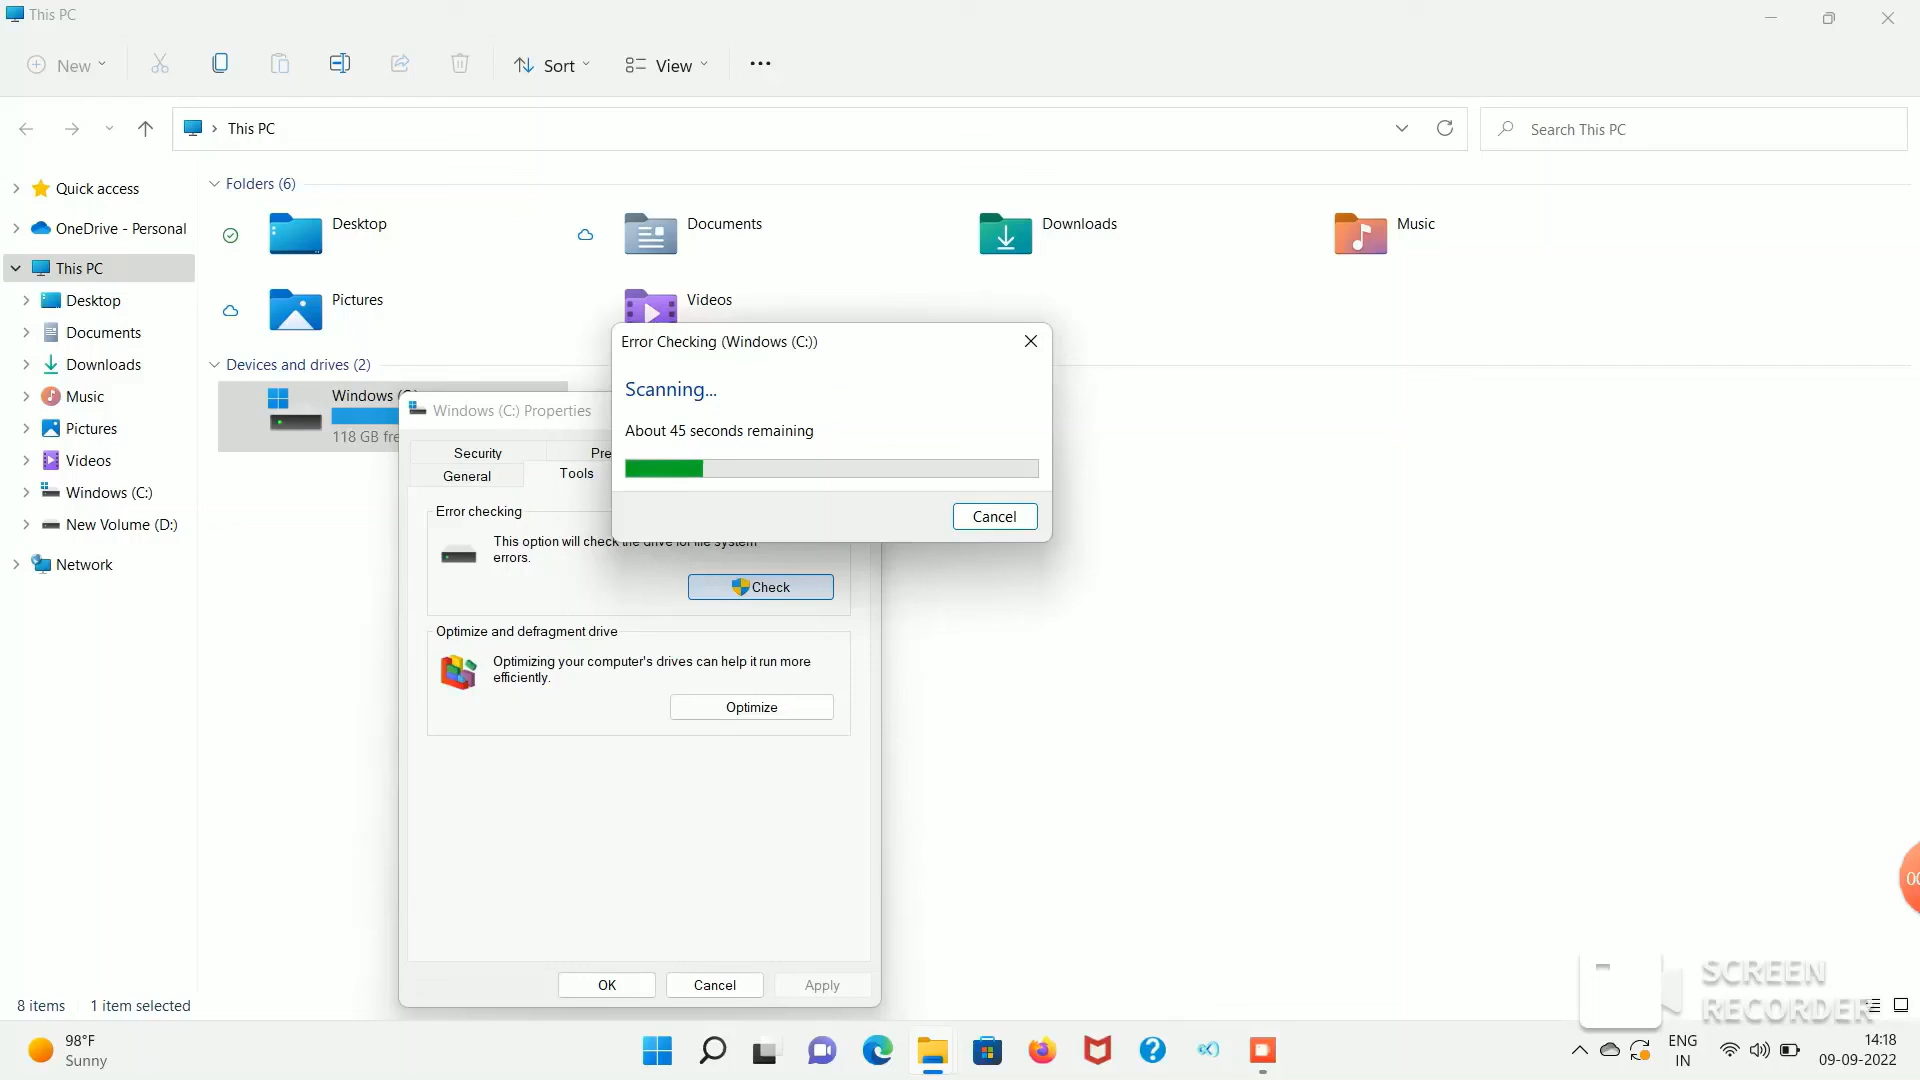 This PC
New
Sort
View
This PC
Search This PC
Quick access
OneDrive - Personal
This PC
Desktop
Documents
Downloads
Music
Pictures
Videos
Windows (C:)
New Volume (D:)
Network
Folders (6)
Desktop
Documents
Downloads
Music
Pictures
Videos
Devices and drives (2)
Windows
118 GB
Windows (C:) Properties
Security
General
Tools
Error checking
This option will check the drive for file system
errors.
Check
Optimize and defragment drive
Optimizing your computer's drives can help it run more
efficiently.
Optimize
OK
Cancel
Apply
Error Checking (Windows (C:))
Scanning...
About 45 seconds remaining
Cancel
8 items
1 item selected
SCREEN
RECORDER
98°F
Sunny
ENG
IN
14:18
09-09-2022